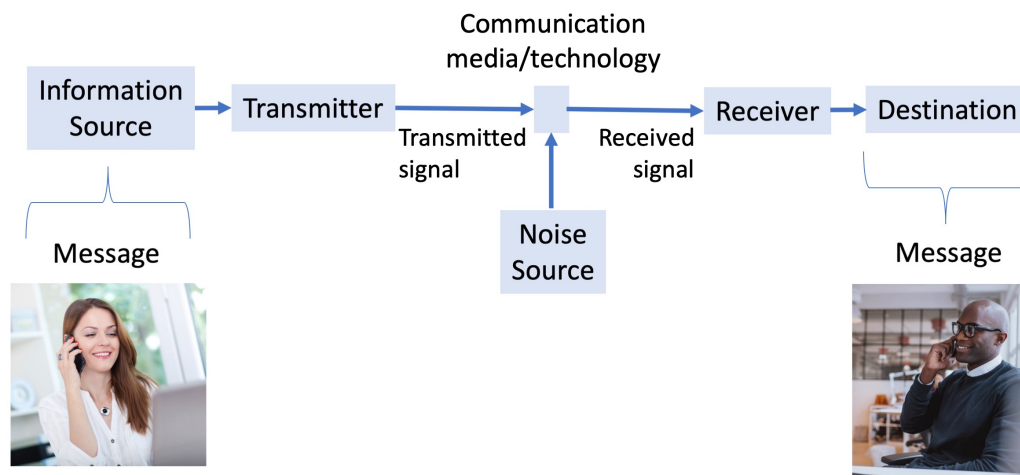 Communication
media/technology
Information
Source
Transmitter
Transmitted
signal
Received
signal
Receiver
Destination
Noise
Source
Message
Message